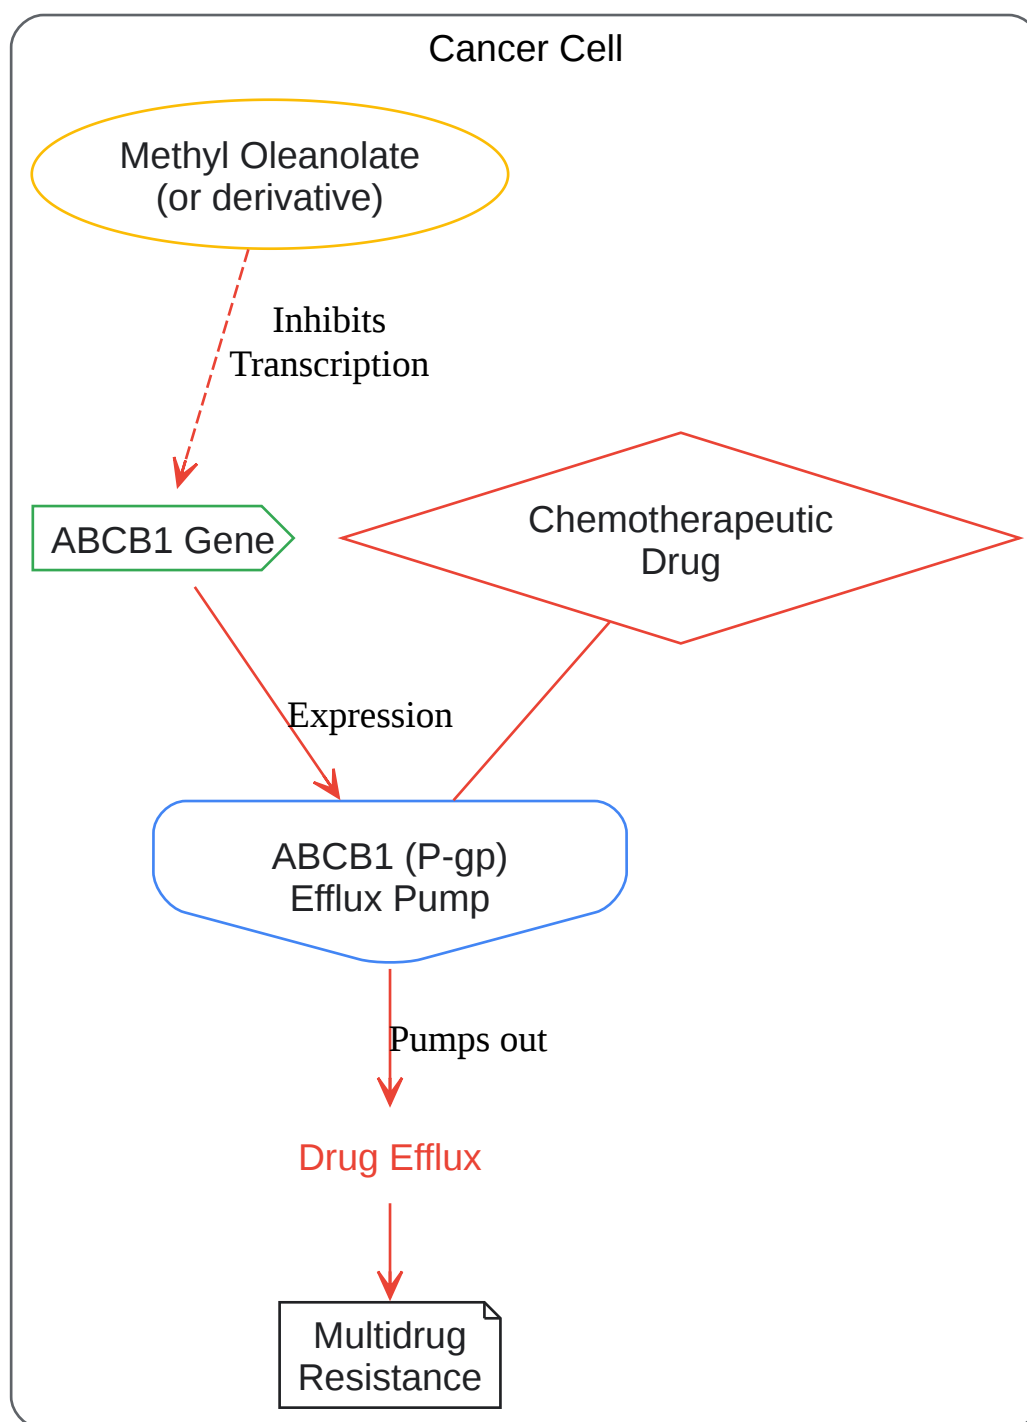 Cancer Cell
Methyl Oleanolate
(or derivative)
Inhibits
Transcription
ABCB1 Gene
Chemotherapeutic
Drug
Expression
ABCB1 (P-gp)
Efflux Pump
Pumps out
Drug Efflux
Multidrug
Resistance